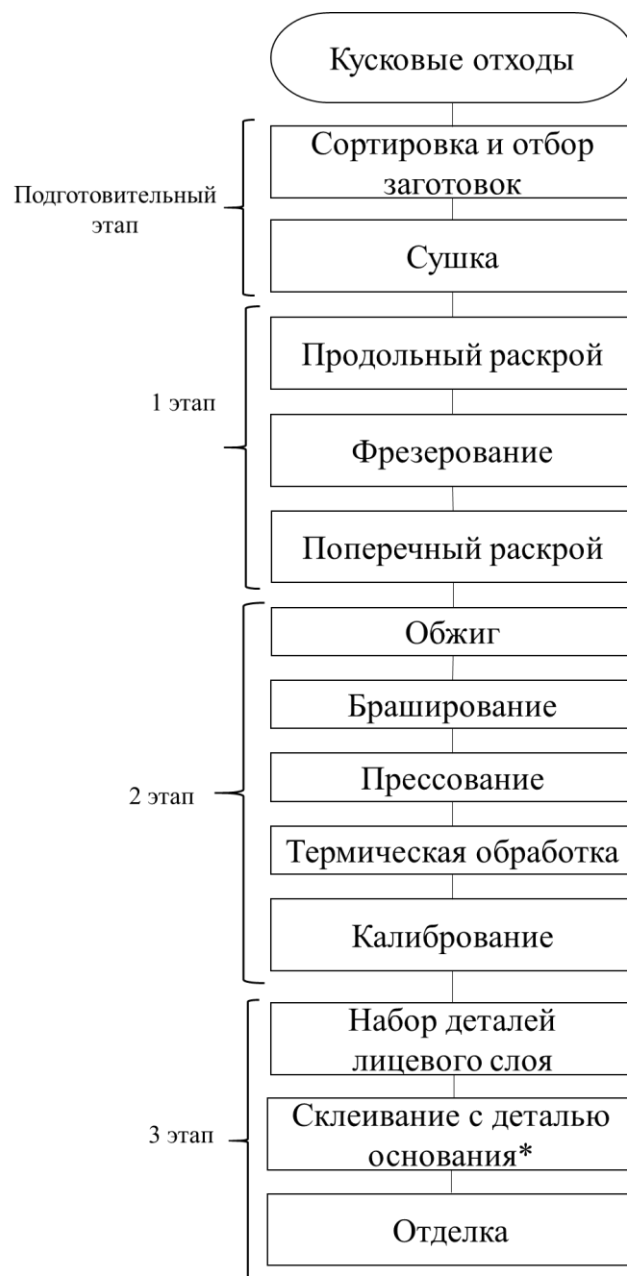 Кусковые отходы
Подготовительный
этап
Сортировка и отбор
заготовок
Сушка
1 этап
Продольный раскрой
Фрезерование
Поперечный раскрой
2 этап
Обжиг
Браширование
Прессование
Термическая обработка
Калибрование
3 этап
Набор деталей
лицевого слоя
Склеивание с деталью
основания*
Отделка